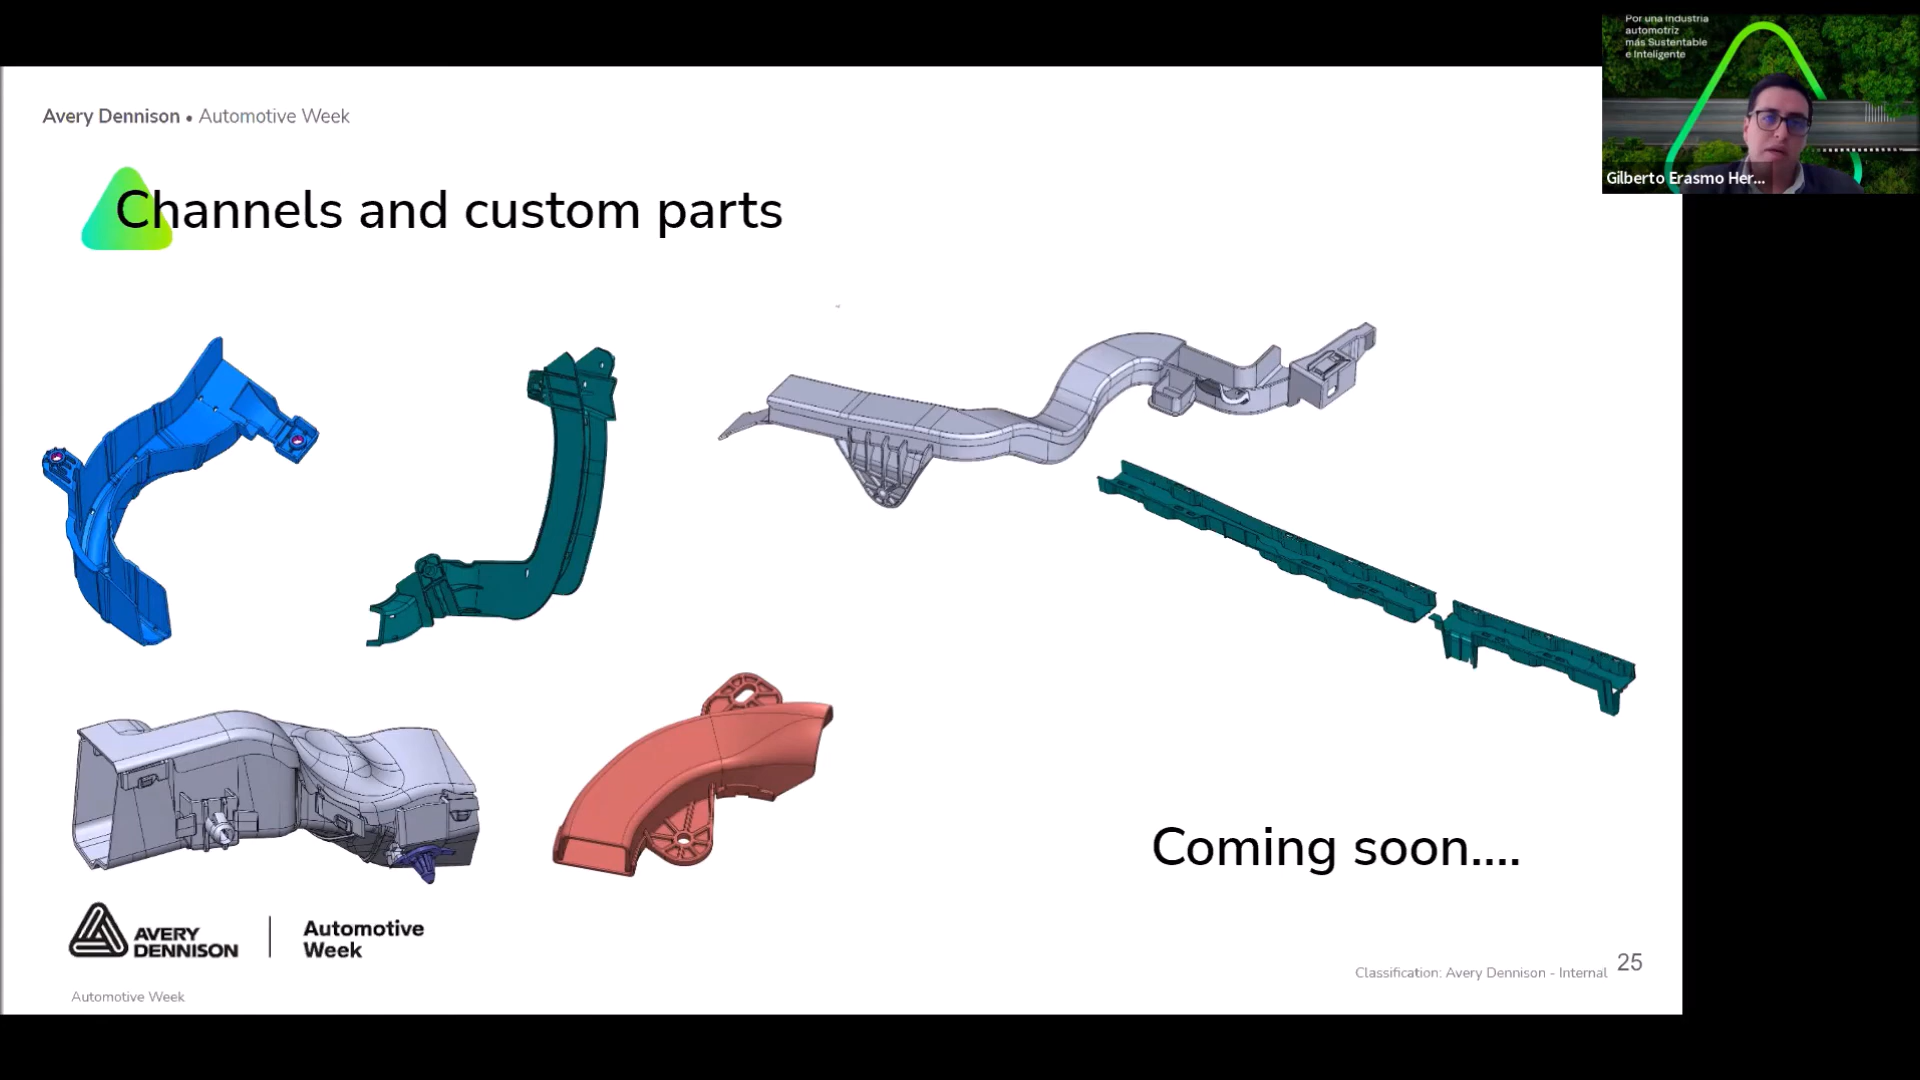 Por una Industria
automotriz
más Sustentable
e Inteligente
Gilberto Erasmo Her...
Avery Dennison • Automotive Week
Channels and custom parts
Coming soon....
AVERY
DENNISON
Automotive
Week
Classification: Avery Dennison - Internal
25
Automotive Week